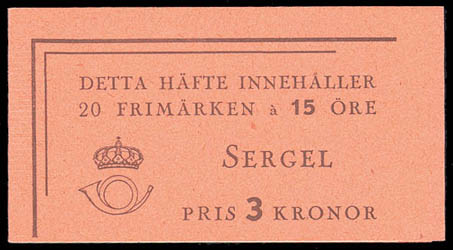 DETTA HÄFTE INNEHÅLLER
20 FRIMÄRKEN à 15 ÖRE
SERGEL
PRIS 3 KRONOR